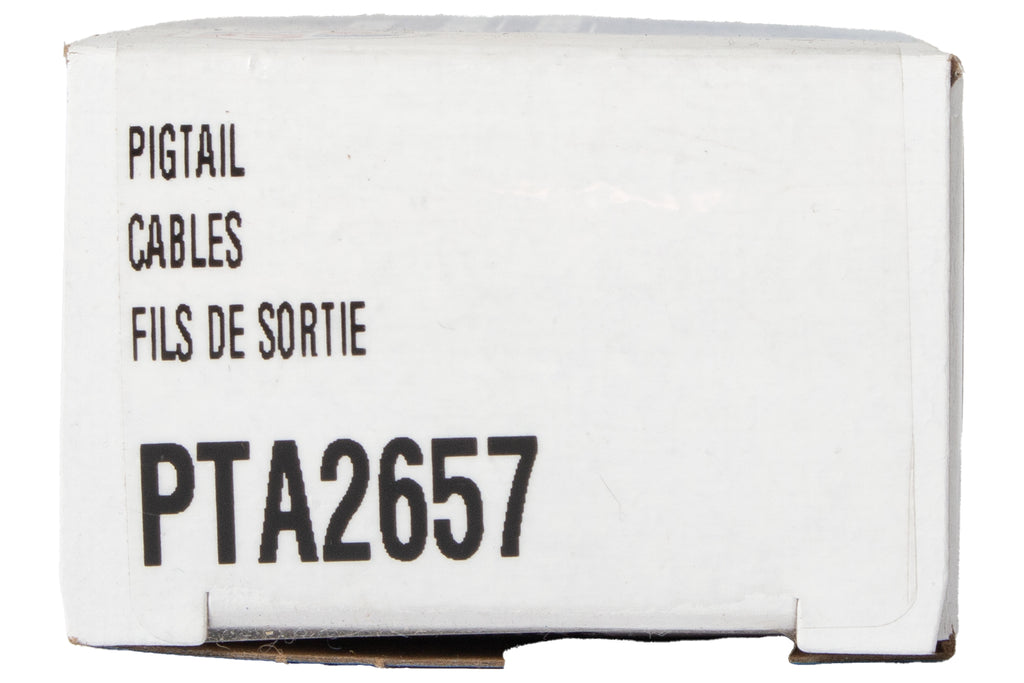 PIGTAIL
CABLES
FILS DE SORTIE
PTA2657